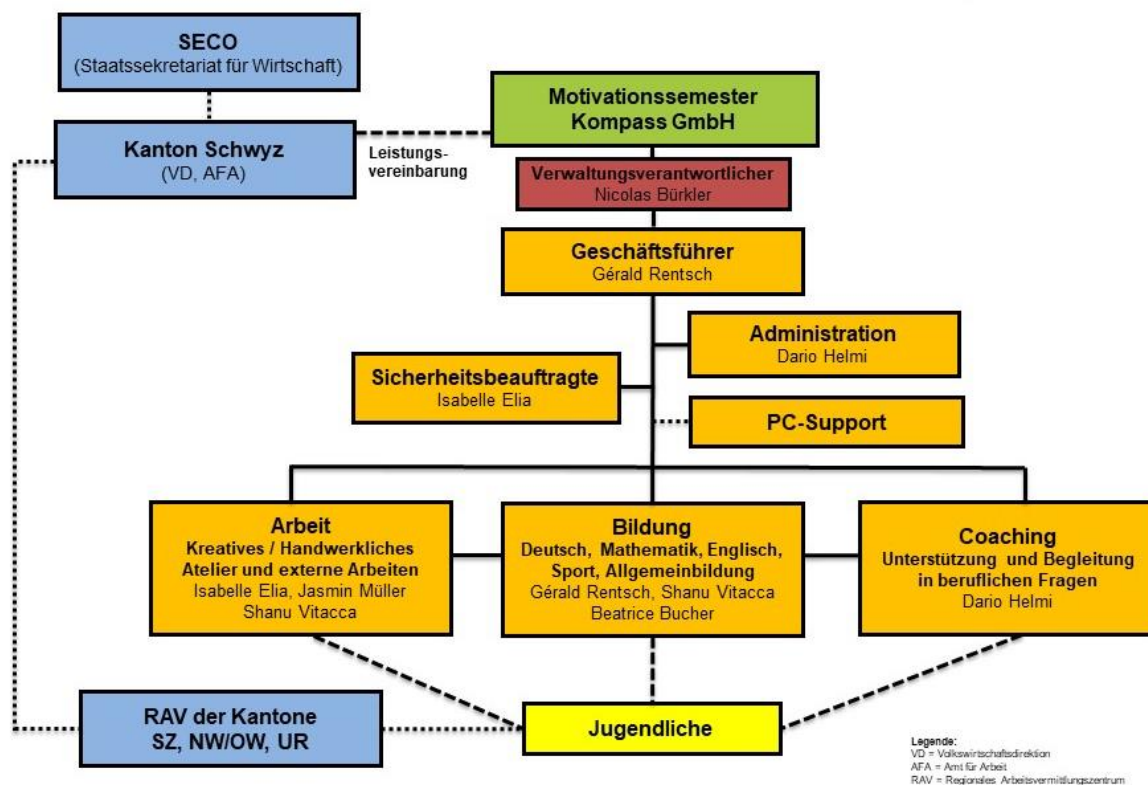 SECO
(Staatssekretariat für Wirtschaft)
Motivationssemester
Kompass GmbH
Kanton Schwyz
(VD, AFA)
Leistungs-
vereinbarung
Verwaltungsverantwortlicher
Nicolas Bürkler
Geschäftsführer
Gérald Rentsch
Administration
Dario Helmi
Sicherheitsbeauftragte
Isabelle Elia
PC-Support
Arbeit
Kreatives / Handwerkliches
Atelier und externe Arbeiten
Isabelle Elia, Jasmin Müller
Shanu Vitacca
Bildung
Deutsch, Mathematik, Englisch,
Sport, Allgemeinbildung
Gérald Rentsch, Shanu Vitacca
Beatrice Bucher
Coaching
Unterstützung und Begleitung
in beruflichen Fragen
Dario Helmi
RAV der Kantone
SZ, NW/OW, UR
Jugendliche
Legende:
VD = Volkswirtschaftsdirektion
AFA = Amt für Arbeit
RAV = Regionales Arbeitsvermittlungszentrum